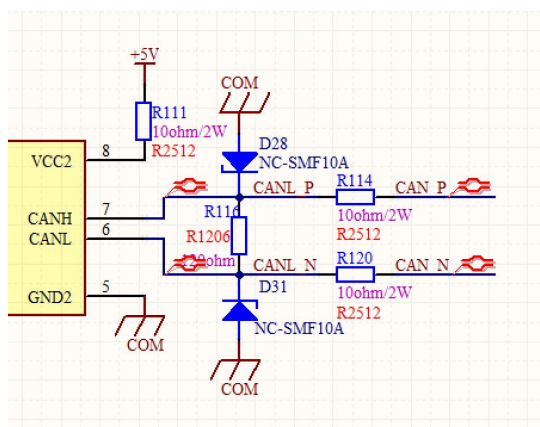 +5V
COM
R111
10ohm/2W
R2512
D28
NC-SMF10A
VCC2
8
CANL_P
R114
CAN_P
10ohm/2W
R2512
CANH
7
R116
R1206
120ohm
CANL
6
CANL_N
R120
CAN_N
10ohm/2W
R2512
D31
NC-SMF10A
GND2
5
COM
COM